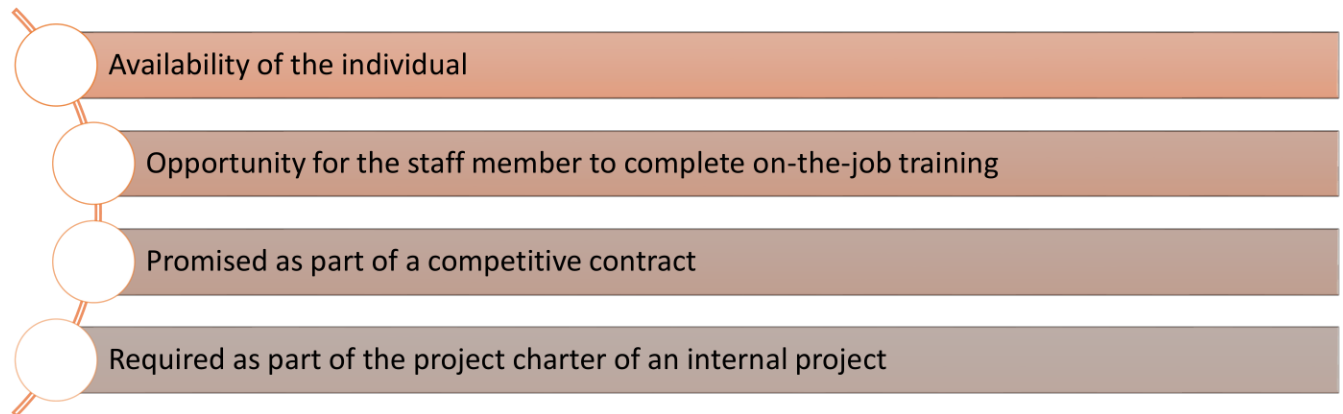 Availability of the individual
Opportunity for the staff member to complete on-the-job training
Promised as part of a competitive contract
Required as part of the project charter of an internal project